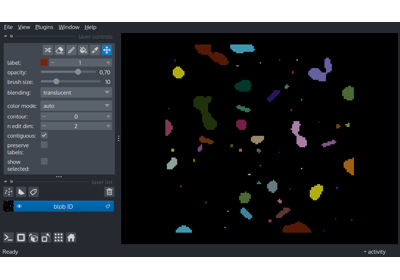 File View Plugins Window Help
layer controls
label: 1
opacity: 0,70
brush size: 10
blending: translucent
color mode: auto
contour: 0
n edit dim: 2
contiguous:
preserve
labels:
show
selected:
layer list
blob ID
Ready
activity